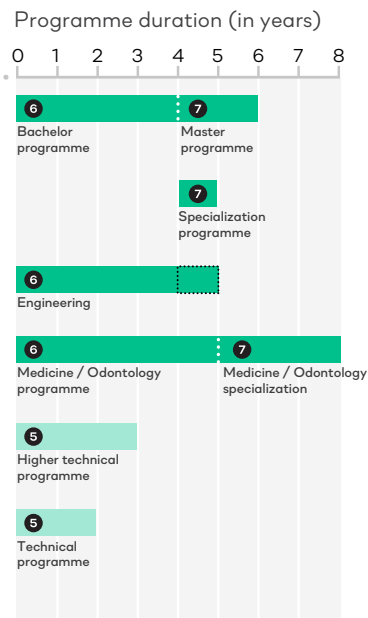 Programme duration (in years)
0 1 2 3 4 5 6 7 8
6 7
Bachelor Master
programme programme
7
Specialization
programme
6
Engineering
6 7
Medicine / Odontology Medicine / Odontology
programme specialization
5
Higher technical
programme
5
Technical
programme